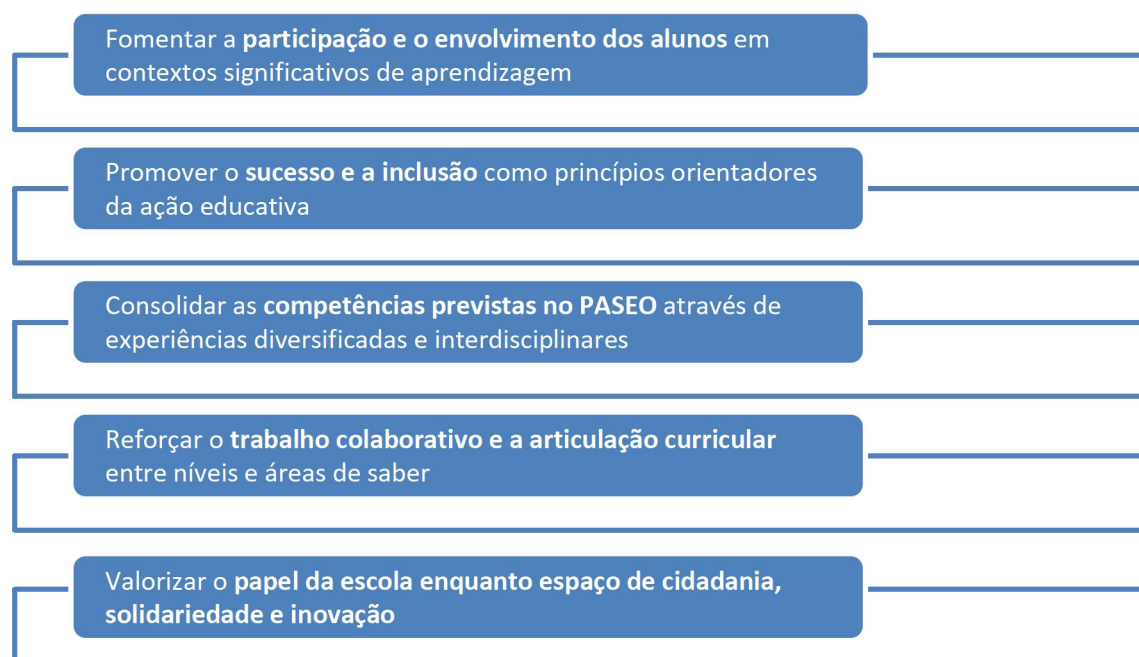 Fomentar a participação e o envolvimento dos alunos em
contextos significativos de aprendizagem
Promover o sucesso e a inclusão como princípios orientadores
da ação educativa
Consolidar as competências previstas no PASEO através de
experiências diversificadas e interdisciplinares
Reforçar o trabalho colaborativo e a articulação curricular
entre níveis e áreas de saber
Valorizar o papel da escola enquanto espaço de cidadania,
solidariedade e inovação